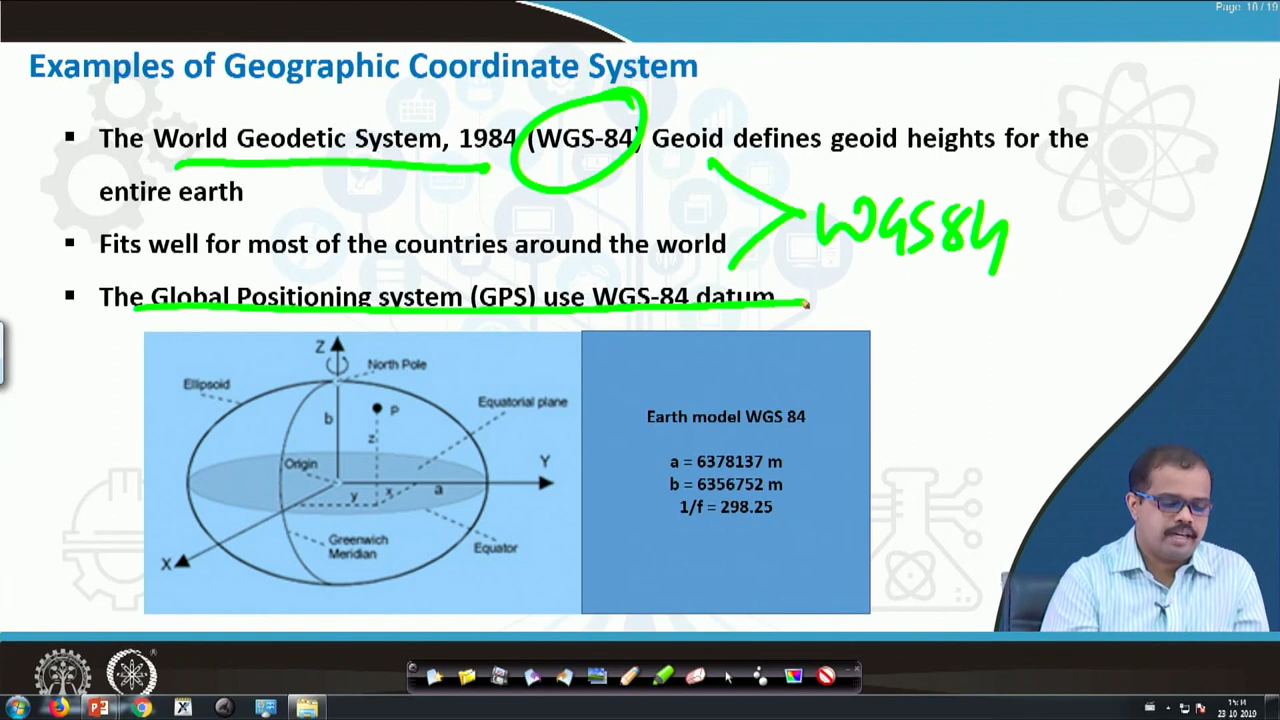 Page: 18 / 19
Examples of Geographic Coordinate System
▪ The World Geodetic System, 1984 (WGS-84) Geoid defines geoid heights for the
entire earth
WGS84
▪ Fits well for most of the countries around the world
▪ The Global Positioning system (GPS) use WGS-84 datum
Z
North Pole
Ellipsoid
Equatorial plane
b
P
z
Origin
Y
y
x
a
Greenwich
Meridian
Equator
X
Earth model WGS 84
a = 6378137 m
b = 6356752 m
1/f = 298.25
23-10-2019